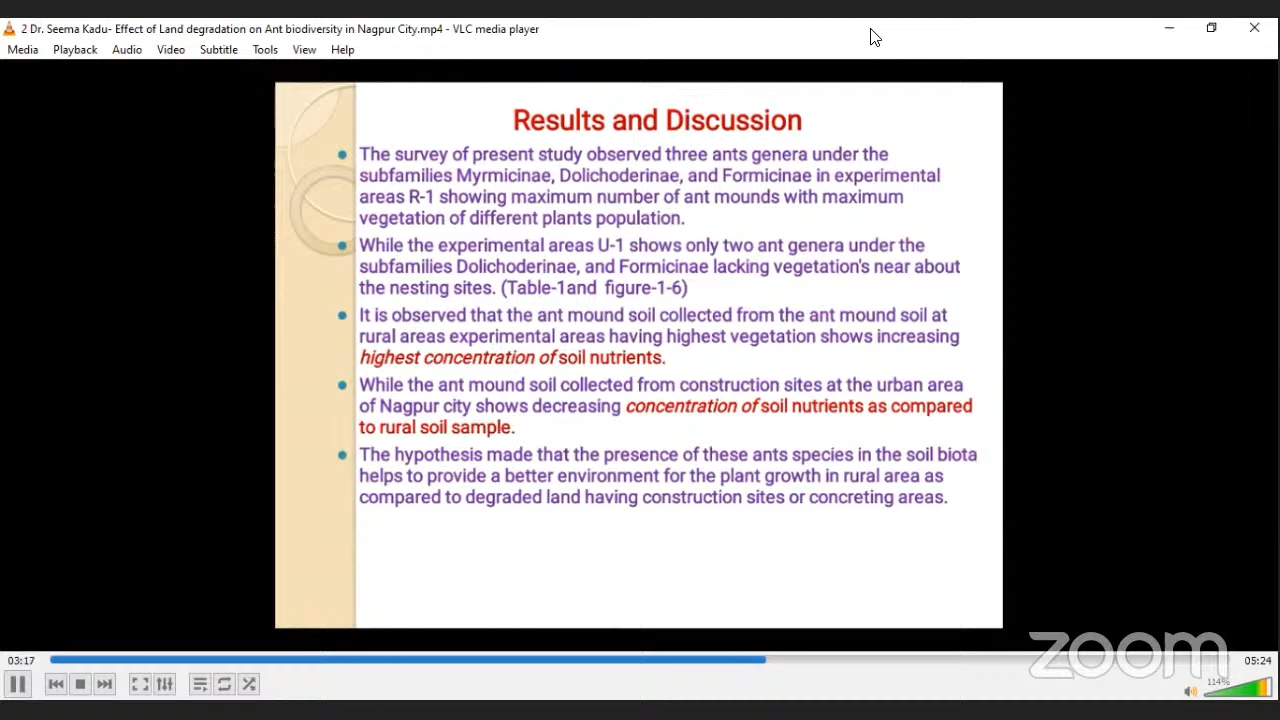 2 Dr. Seema Kadu- Effect of Land degradation on Ant biodiversity in Nagpur City.mp4 - VLC media player
Media Playback Audio Video Subtitle Tools View Help
Results and Discussion
The survey of present study observed three ants genera under the
subfamilies Myrmicinae, Dolichoderinae, and Formicinae in experimental
areas R-1 showing maximum number of ant mounds with maximum
vegetation of different plants population.
While the experimental areas U-1 shows only two ant genera under the
subfamilies Dolichoderinae, and Formicinae lacking vegetation's near about
the nesting sites. (Table-1and figure-1-6)
It is observed that the ant mound soil collected from the ant mound soil at
rural areas experimental areas having highest vegetation shows increasing
highest concentration of soil nutrients.
While the ant mound soil collected from construction sites at the urban area
of Nagpur city shows decreasing concentration of soil nutrients as compared
to rural soil sample.
The hypothesis made that the presence of these ants species in the soil biota
helps to provide a better environment for the plant growth in rural area as
compared to degraded land having construction sites or concreting areas.
zoom
03:17
05:24
114%